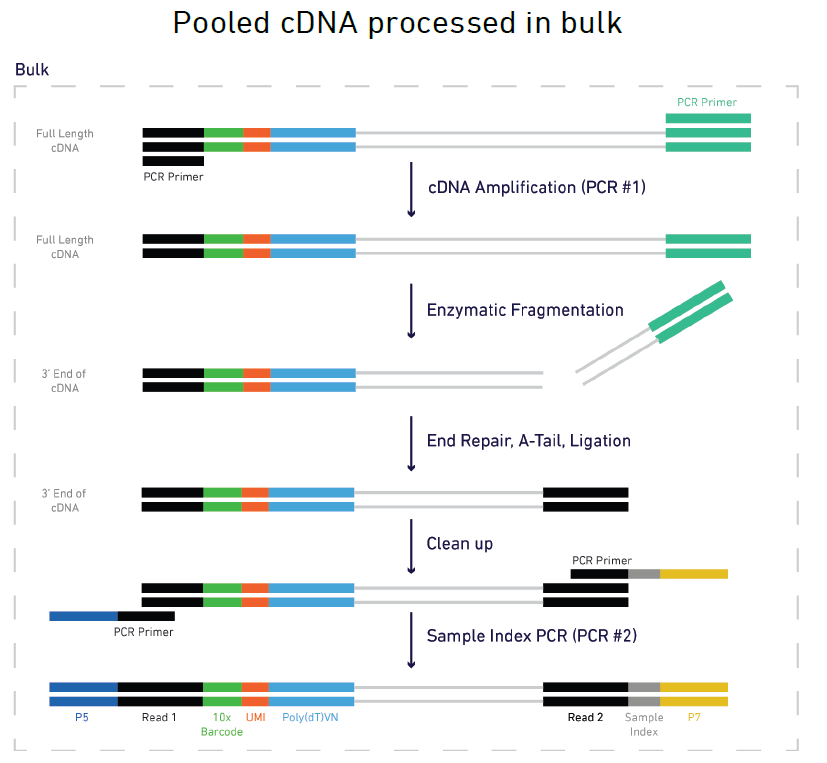 Pooled cDNA processed in bulk
Bulk
PCR Primer
Full Length
cDNA
PCR Primer
cDNA Amplification (PCR #1)
Full Length
cDNA
Enzymatic Fragmentation
3' End of
cDNA
End Repair, A-Tail, Ligation
3' End of
cDNA
Clean up
PCR Primer
PCR Primer
Sample Index PCR (PCR #2)
P5
Read 1
10x
Barcode
UMI
Poly(dT)VN
Read 2
Sample
Index
P7